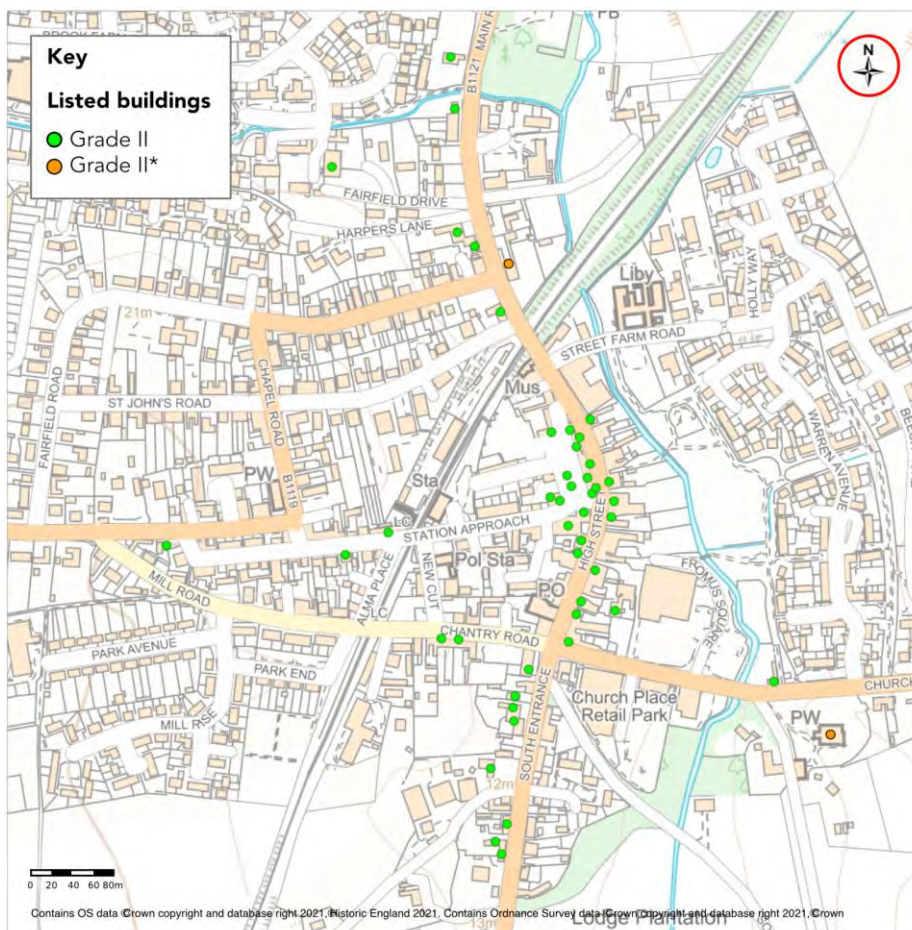 Key
Listed buildings
Grade II
Grade II*
N
FB
B1121 MAIN R
FAIRFIELD DRIVE
HARPERS LANE
Liby
HOLLY WAY
21m
STREET FARM ROAD
Mus
CHAPEL ROAD
ST JOHN'S ROAD
FAIRFIELD ROAD
WARREN AVENUE
PW
B1119
Sta
LC
STATION APPROACH
HIGH STREET
Pol Sta
ALMA PLACE
NEW CUT
MILL ROAD
LC
PO
FROMUS SQUARE
CHANTRY ROAD
PARK AVENUE
PARK END
SOUTH ENTRANCE
Church Place
Retail Park
CHURCH
PW
MILL RISE
12m
0 20 40 60 80m
Contains OS data ©Crown copyright and database right 2021, Historic England 2021. Contains Ordnance Survey data ©Crown copyright and database right 2021, Crown
Lodge Plantation
13m